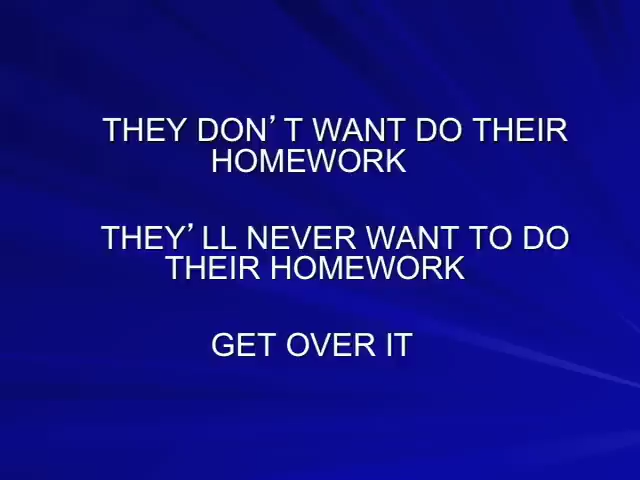 THEY DON’T WANT DO THEIR
HOMEWORK
THEY’LL NEVER WANT TO DO
THEIR HOMEWORK
GET OVER IT